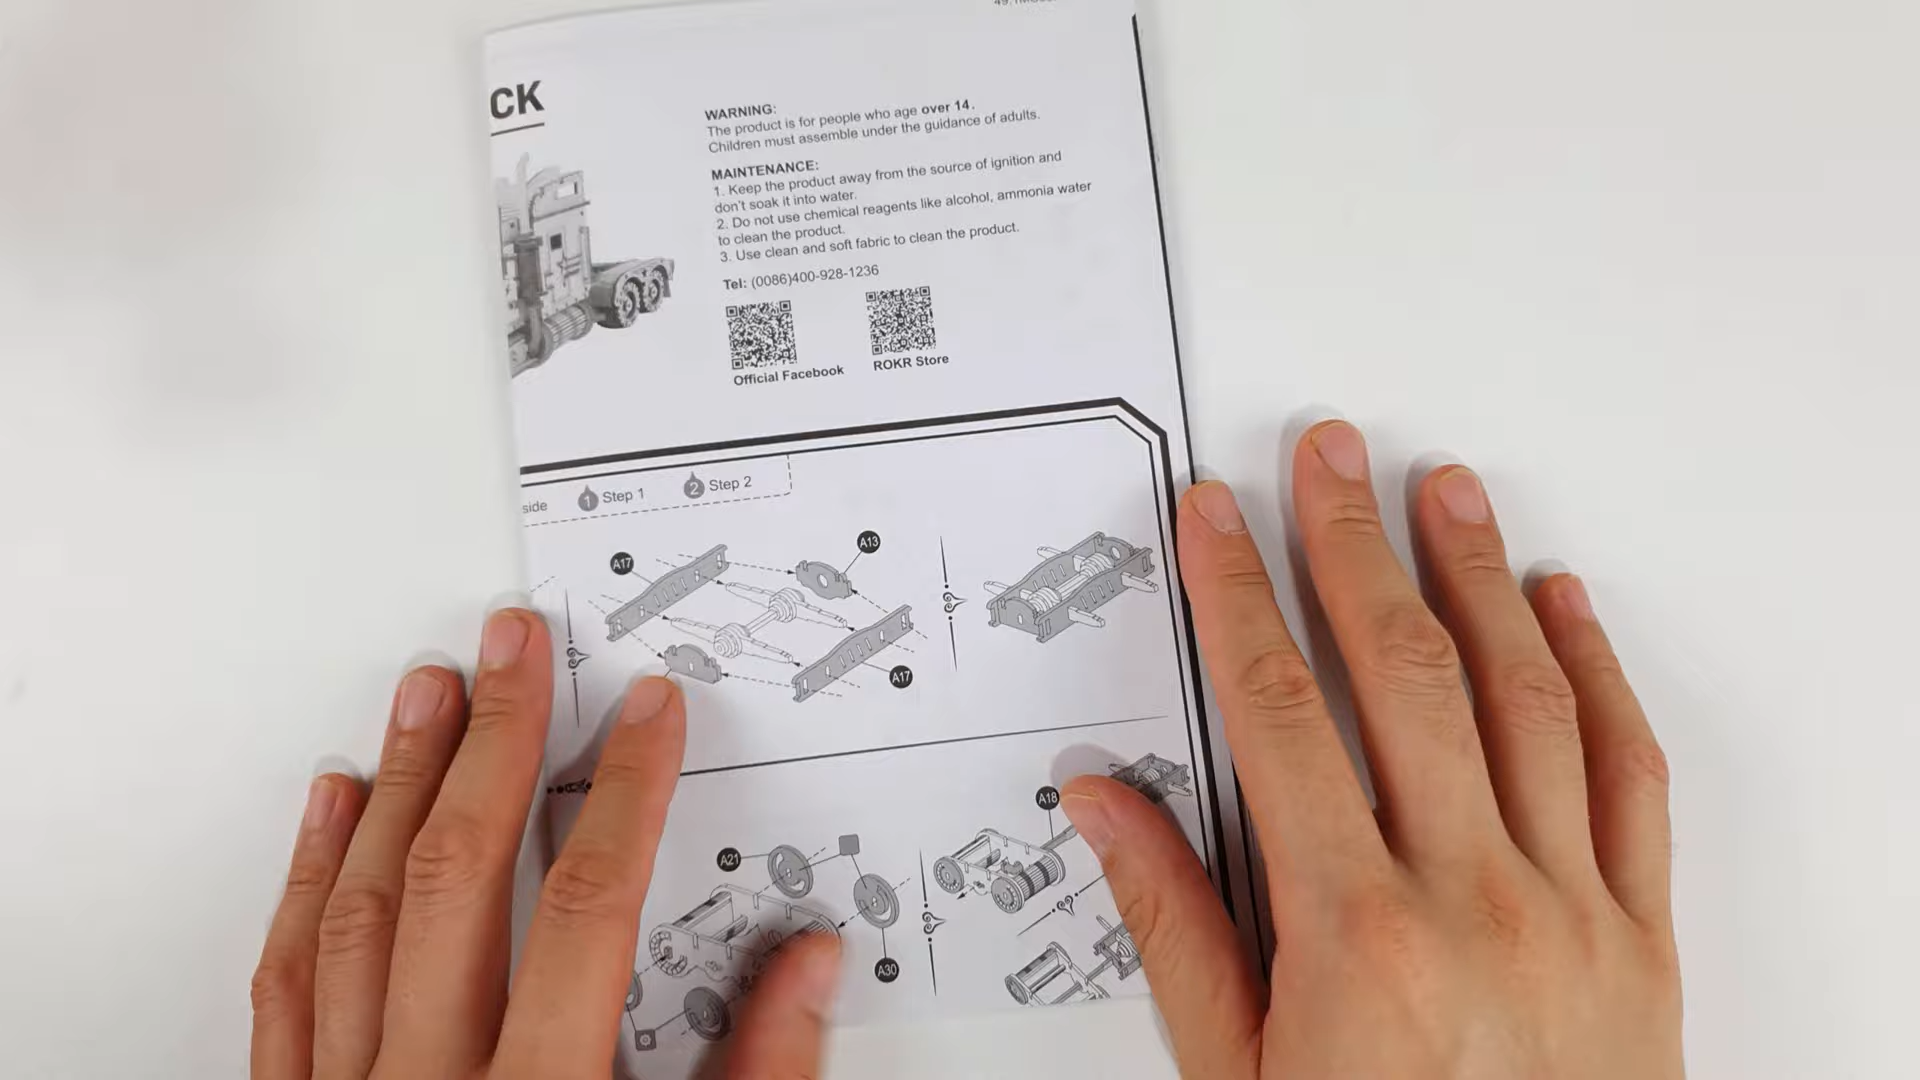 CK
WARNING:
The product is for people who age over 14.
Children must assemble under the guidance of adults.
MAINTENANCE:
1. Keep the product away from the source of ignition and
don't soak it into water.
2. Do not use chemical reagents like alcohol, ammonia water
to clean the product.
3. Use clean and soft fabric to clean the product.
Tel: (0086)400-928-1236
Official Facebook
ROKR Store
side
1 Step 1
2 Step 2
A17
A13
A17
A18
A21
A30